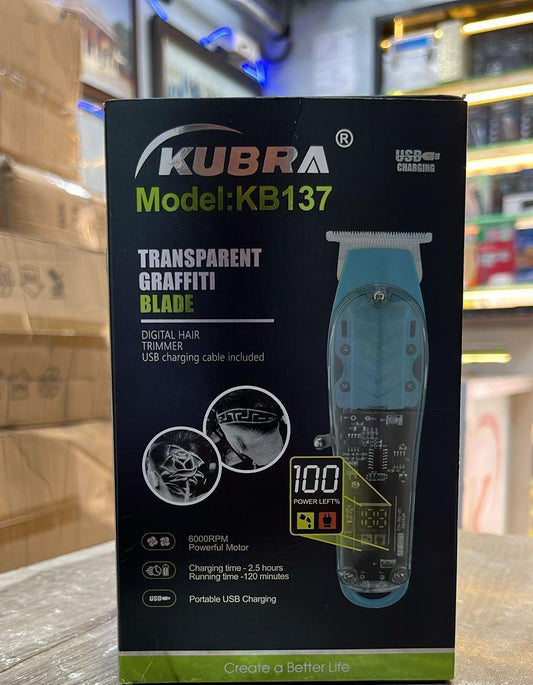 KUBRA®
Model:KB137
USB
CHARGING
TRANSPARENT
GRAFFITI
BLADE
DIGITAL HAIR
TRIMMER
USB charging cable included
100
POWER LEFT%
6000RPM
Powerful Motor
Charging time - 2.5 hours
Running time -120 minutes
USB
Portable USB Charging
Create a Better Life